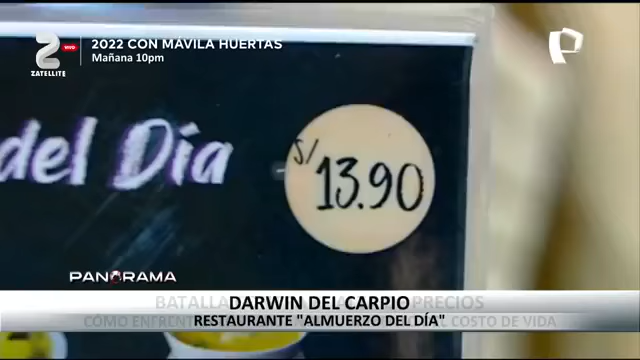 2022 CON MÁVILA HUERTAS
Mañana 10pm
ZATELLITE
del Día
S/
13.90
PANORAMA
BATALLA PRECIOS
DARWIN DEL CARPIO
CÓMO ENFRENT COSTO DE VIDA
RESTAURANTE "ALMUERZO DEL DÍA"